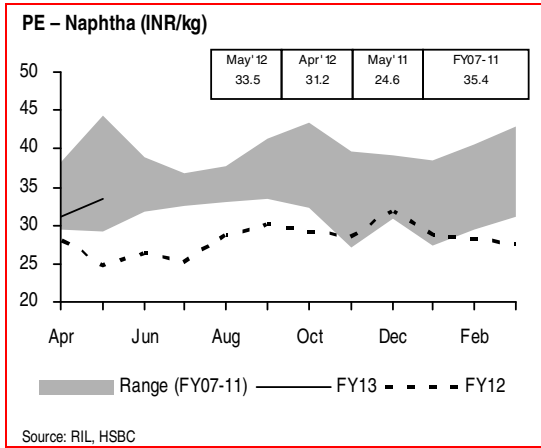 PE – Naphtha (INR/kg)
May' 12 Apr' 12 May' 11 FY07-11
33.5 31.2 24.6 35.4
50
45
40
35
30
25
20
Apr Jun Aug Oct Dec Feb
Range (FY07-11) FY13 FY12
Source: RIL, HSBC